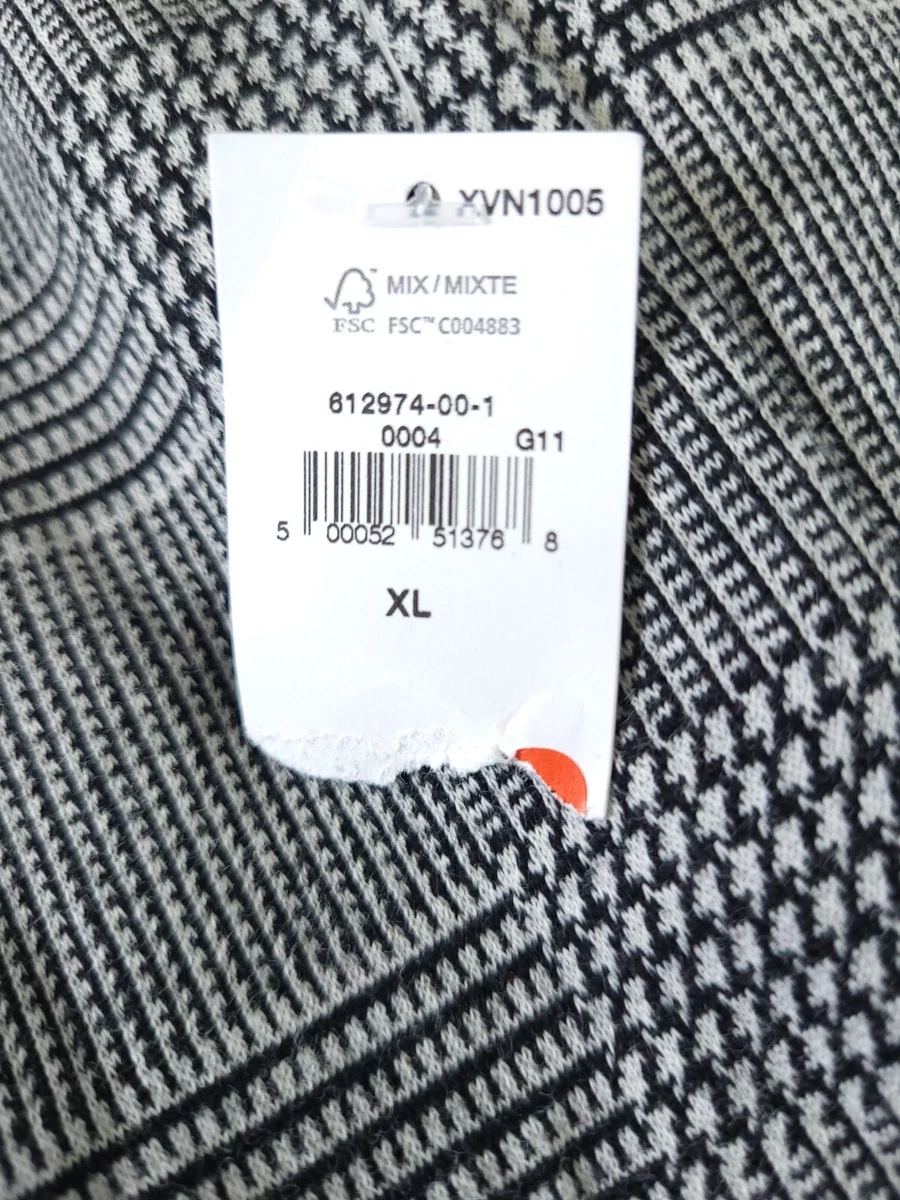 XVN1005
MIX/MIXTE
FSC FSC™ C004883
612974-00-1
0004 G11
5 00052 51376 8
XL